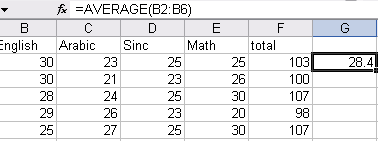 fx =AVERAGE(B2:B6)
B C D E F G
English Arabic Sinc Math total
30 23 25 25 103 28.4
30 21 23 26 100
28 24 25 30 107
29 26 23 20 98
25 27 25 30 107